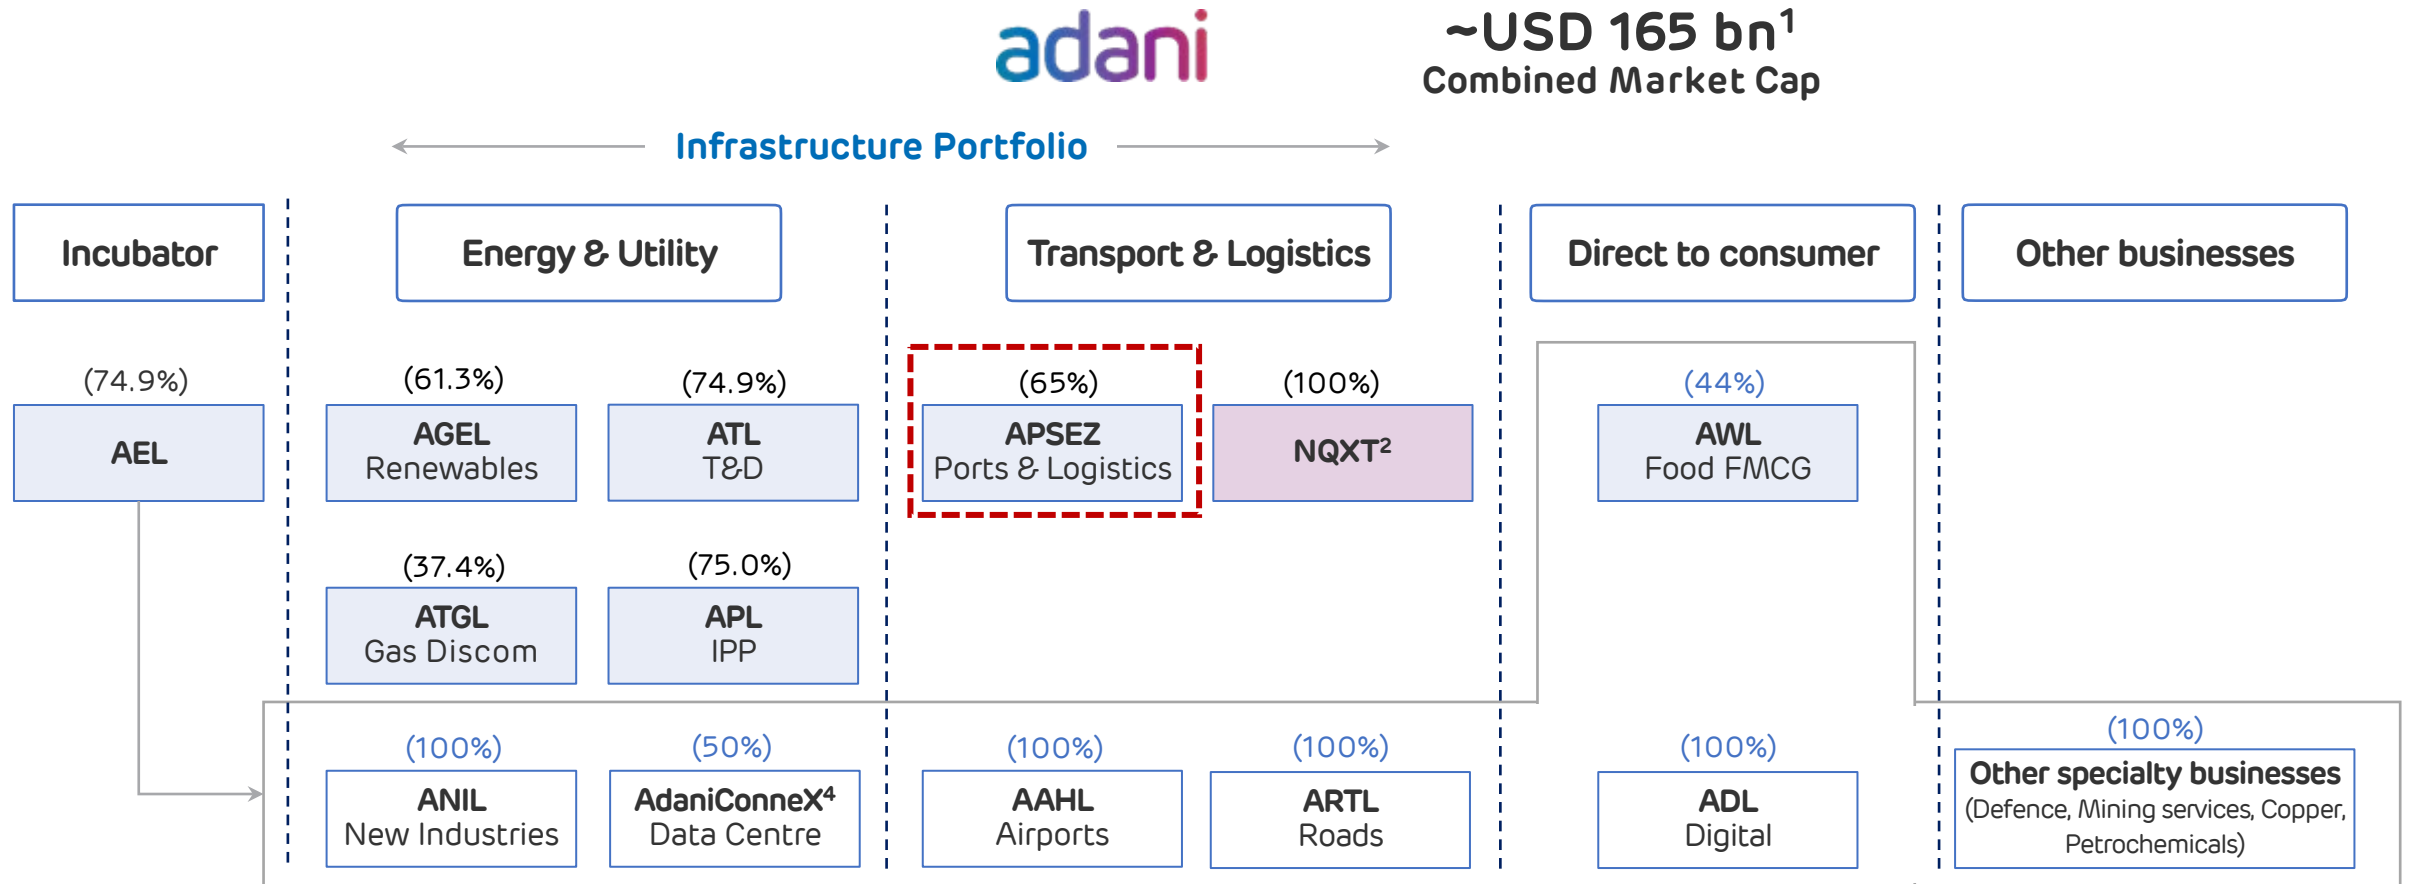 adani
~USD 165 bn¹
Combined Market Cap
Infrastructure Portfolio
Incubator
Energy & Utility
Transport & Logistics
Direct to consumer
Other businesses
(74.9%)
AEL
(61.3%)
AGEL
Renewables
(74.9%)
ATL
T&D
(65%)
APSEZ
Ports & Logistics
(100%)
NQXT²
(44%)
AWL
Food FMCG
(37.4%)
ATGL
Gas Discom
(75.0%)
APL
IPP
(100%)
ANIL
New Industries
(50%)
AdaniConneX⁴
Data Centre
(100%)
AAHL
Airports
(100%)
ARTL
Roads
(100%)
ADL
Digital
(100%)
Other specialty businesses
(Defence, Mining services, Copper,
Petrochemicals)